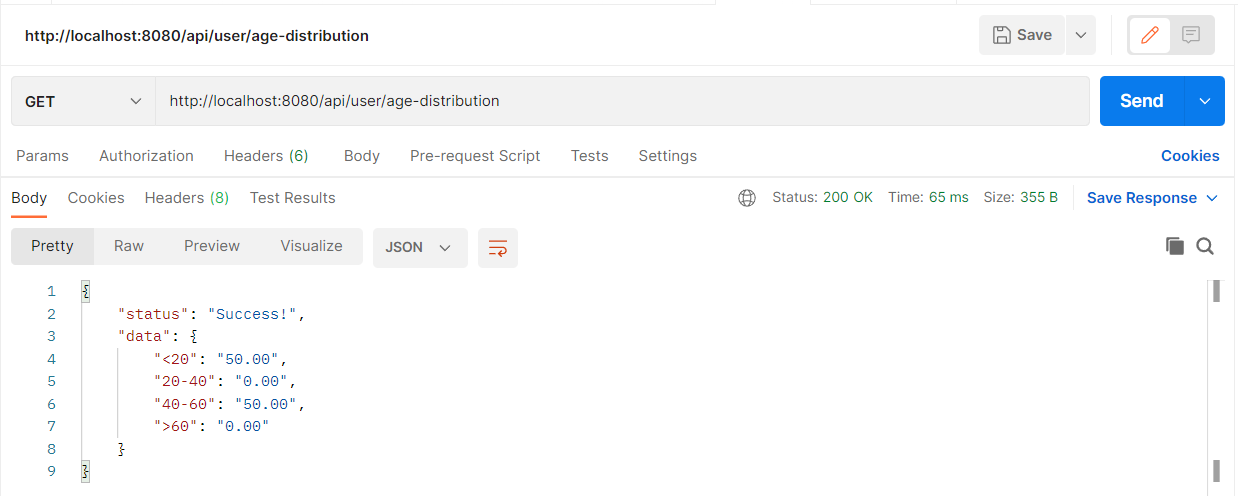 http://localhost:8080/api/user/age-distribution
Save
GET http://localhost:8080/api/user/age-distribution Send
Params Authorization Headers (6) Body Pre-request Script Tests Settings Cookies
Body Cookies Headers (8) Test Results Status: 200 OK Time: 65 ms Size: 355 B Save Response
Pretty Raw Preview Visualize JSON
1 {
2 "status": "Success!",
3 "data": {
4 "<20": "50.00",
5 "20-40": "0.00",
6 "40-60": "50.00",
7 ">60": "0.00"
8 }
9 }